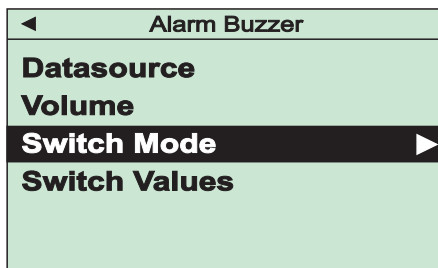 Alarm Buzzer
Datasource
Volume
Switch Mode
Switch Values